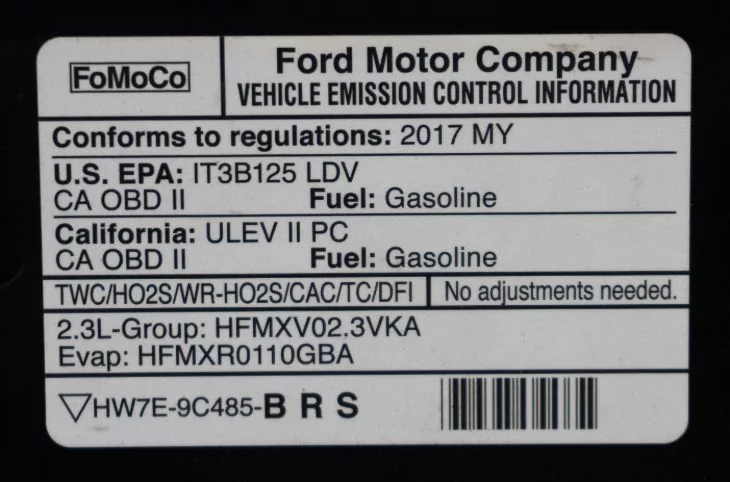 FoMoCo
Ford Motor Company
VEHICLE EMISSION CONTROL INFORMATION
Conforms to regulations: 2017 MY
U.S. EPA: IT3B125 LDV
CA OBD II Fuel: Gasoline
California: ULEV II PC
CA OBD II Fuel: Gasoline
TWC/HO2S/WR-HO2S/CAC/TC/DFI No adjustments needed.
2.3L-Group: HFMXV02.3VKA
Evap: HFMXR0110GBA
▽HW7E-9C485-B R S